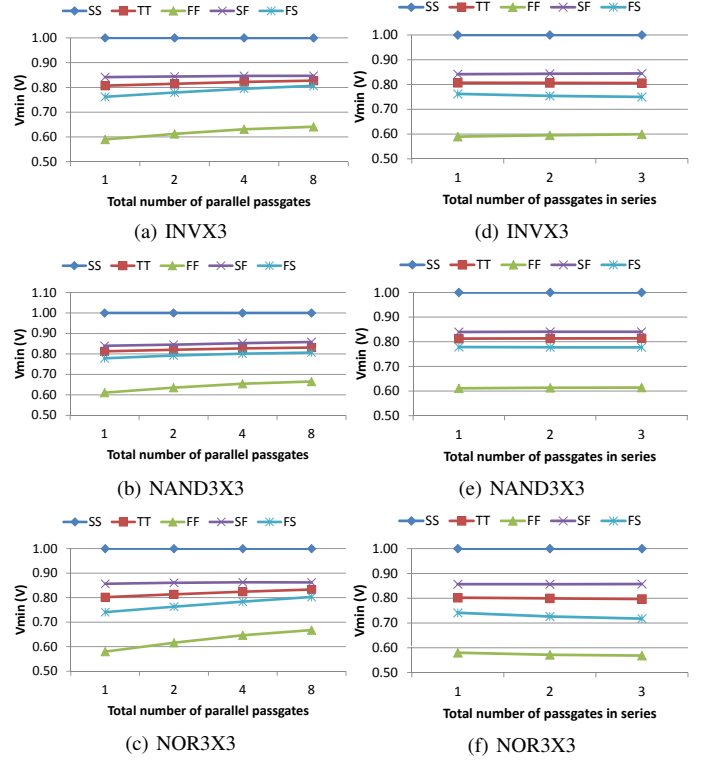 SS TT FF SF FS
Vmin (V)
1.00
0.90
0.80
0.70
0.60
0.50
1 2 4 8
Total number of parallel passgates
(a) INVX3
SS TT FF SF FS
Vmin (V)
1.00
0.90
0.80
0.70
0.60
0.50
1 2 3
Total number of passgates in series
(d) INVX3
SS TT FF SF FS
Vmin (V)
1.10
1.00
0.90
0.80
0.70
0.60
0.50
1 2 4 8
Total number of parallel passgates
(b) NAND3X3
SS TT FF SF FS
Vmin (V)
1.00
0.90
0.80
0.70
0.60
0.50
1 2 3
Total number of passgates in series
(e) NAND3X3
SS TT FF SF FS
Vmin (V)
1.00
0.90
0.80
0.70
0.60
0.50
1 2 4 8
Total number of parallel passgates
(c) NOR3X3
SS TT FF SF FS
Vmin (V)
1.00
0.90
0.80
0.70
0.60
0.50
1 2 3
Total number of passgates in series
(f) NOR3X3